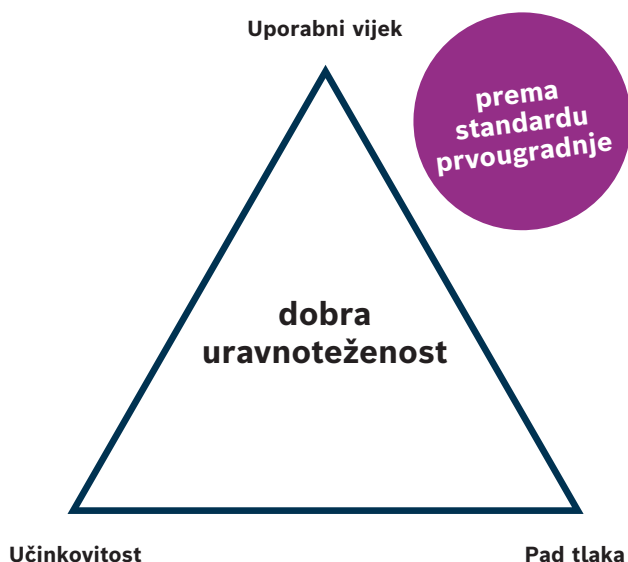 Uporabni vijek
prema
standardu
prvougradnje
dobra
uravnoteženost
Učinkovitost
Pad tlaka